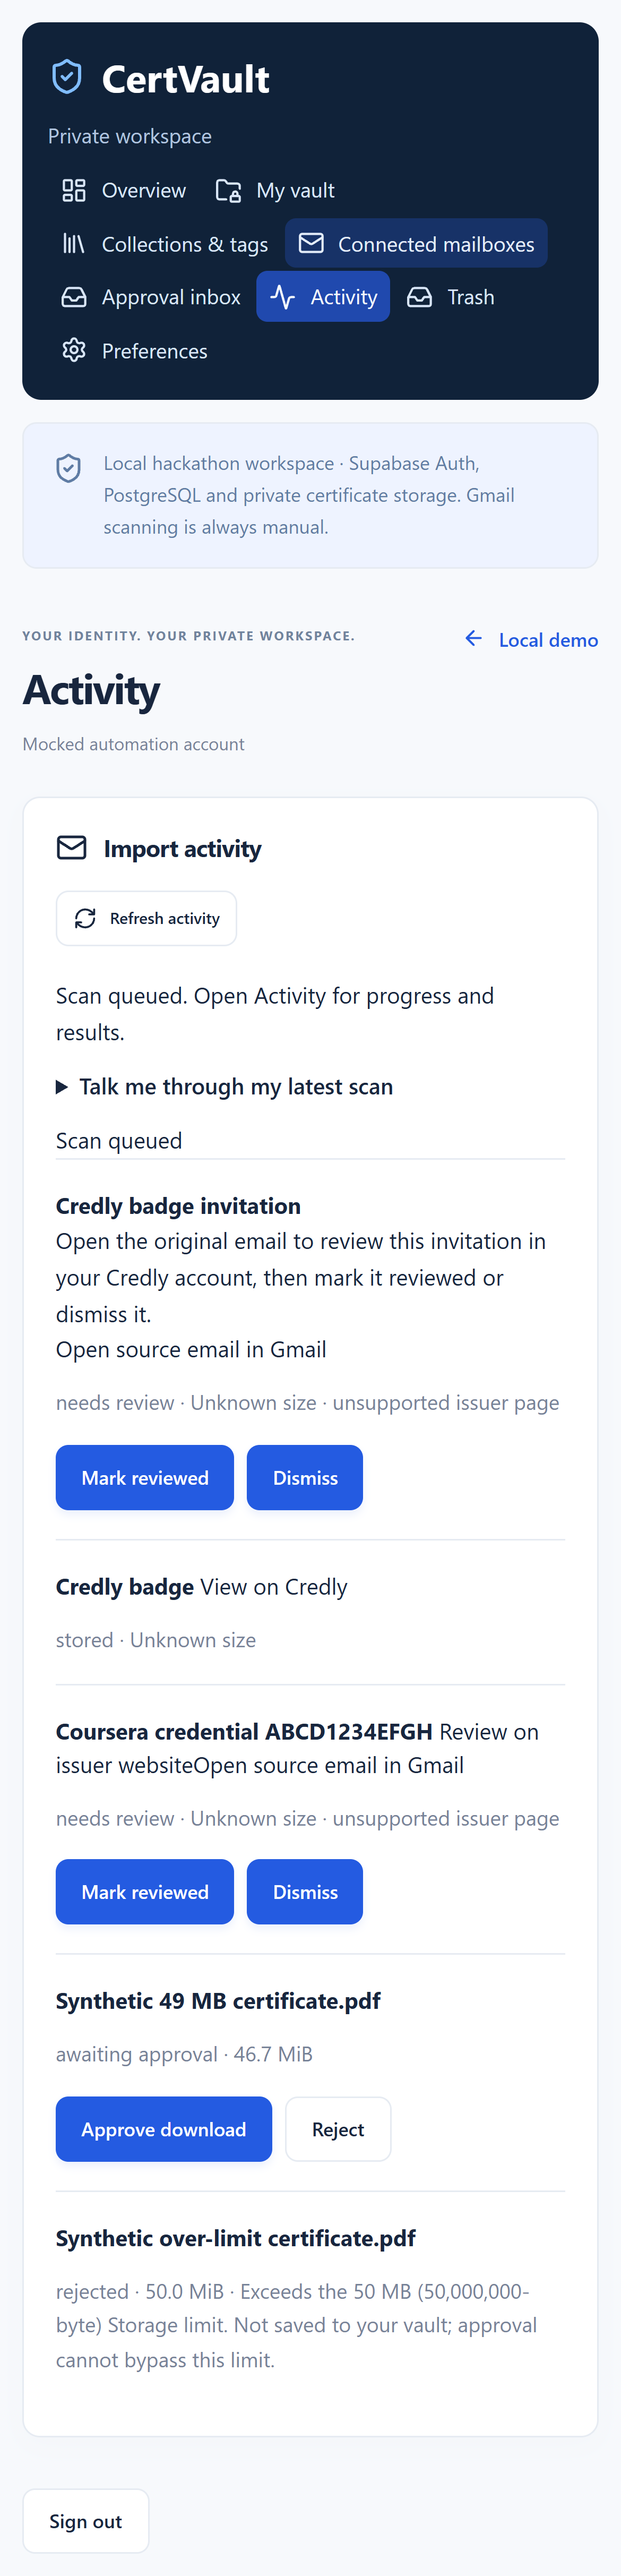 CertVault
Private workspace
Overview
My vault
Collections & tags
Connected mailboxes
Approval inbox
Activity
Trash
Preferences
Local hackathon workspace · Supabase Auth,
PostgreSQL and private certificate storage. Gmail
scanning is always manual.
YOUR IDENTITY. YOUR PRIVATE WORKSPACE.
Local demo
Activity
Mocked automation account
Import activity
Refresh activity
Scan queued. Open Activity for progress and
results.
Talk me through my latest scan
Scan queued
Credly badge invitation
Open the original email to review this invitation in
your Credly account, then mark it reviewed or
dismiss it.
Open source email in Gmail
needs review · Unknown size · unsupported issuer page
Mark reviewed
Dismiss
Credly badge View on Credly
stored · Unknown size
Coursera credential ABCD1234EFGH Review on
issuer websiteOpen source email in Gmail
needs review · Unknown size · unsupported issuer page
Mark reviewed
Dismiss
Synthetic 49 MB certificate.pdf
awaiting approval · 46.7 MiB
Approve download
Reject
Synthetic over-limit certificate.pdf
rejected · 50.0 MiB · Exceeds the 50 MB (50,000,000-
byte) Storage limit. Not saved to your vault; approval
cannot bypass this limit.
Sign out